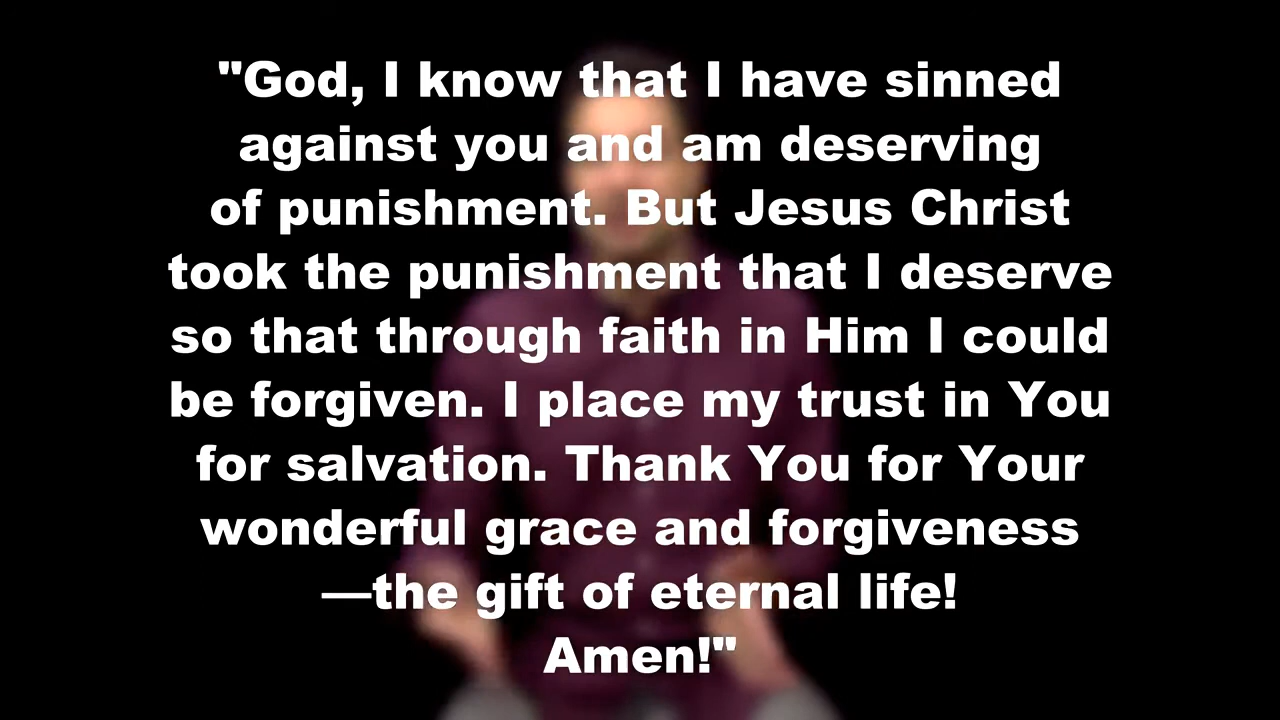 "God, I know that I have sinned
against you and am deserving
of punishment. But Jesus Christ
took the punishment that I deserve
so that through faith in Him I could
be forgiven. I place my trust in You
for salvation. Thank You for Your
wonderful grace and forgiveness
—the gift of eternal life!
Amen!"